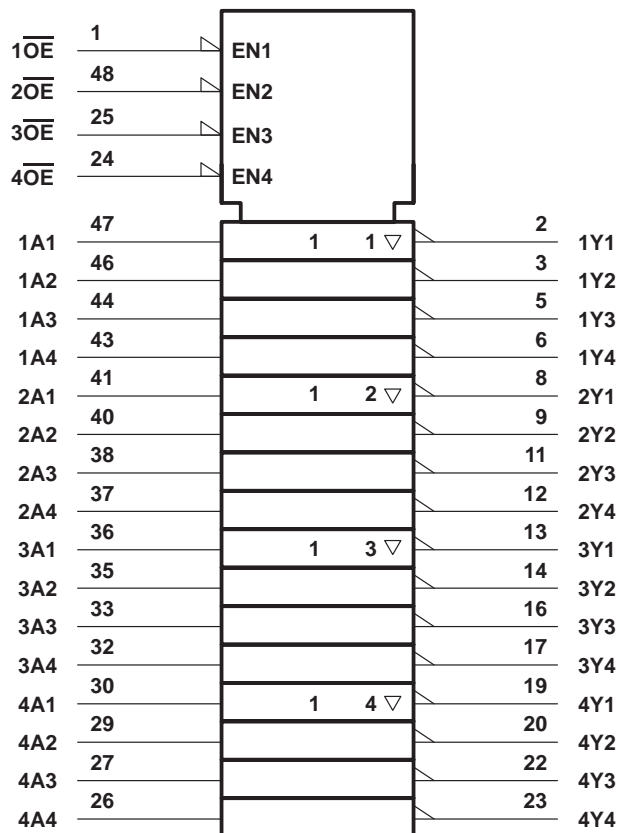 1
1O̅E̅ EN1
48
2O̅E̅ EN2
25
3O̅E̅ EN3
24
4O̅E̅ EN4
47 2
1A1 1 1 ▽ 1Y1
46 3
1A2 1Y2
44 5
1A3 1Y3
43 6
1A4 1Y4
41 8
2A1 1 2 ▽ 2Y1
40 9
2A2 2Y2
38 11
2A3 2Y3
37 12
2A4 2Y4
36 13
3A1 1 3 ▽ 3Y1
35 14
3A2 3Y2
33 16
3A3 3Y3
32 17
3A4 3Y4
30 19
4A1 1 4 ▽ 4Y1
29 20
4A2 4Y2
27 22
4A3 4Y3
26 23
4A4 4Y4